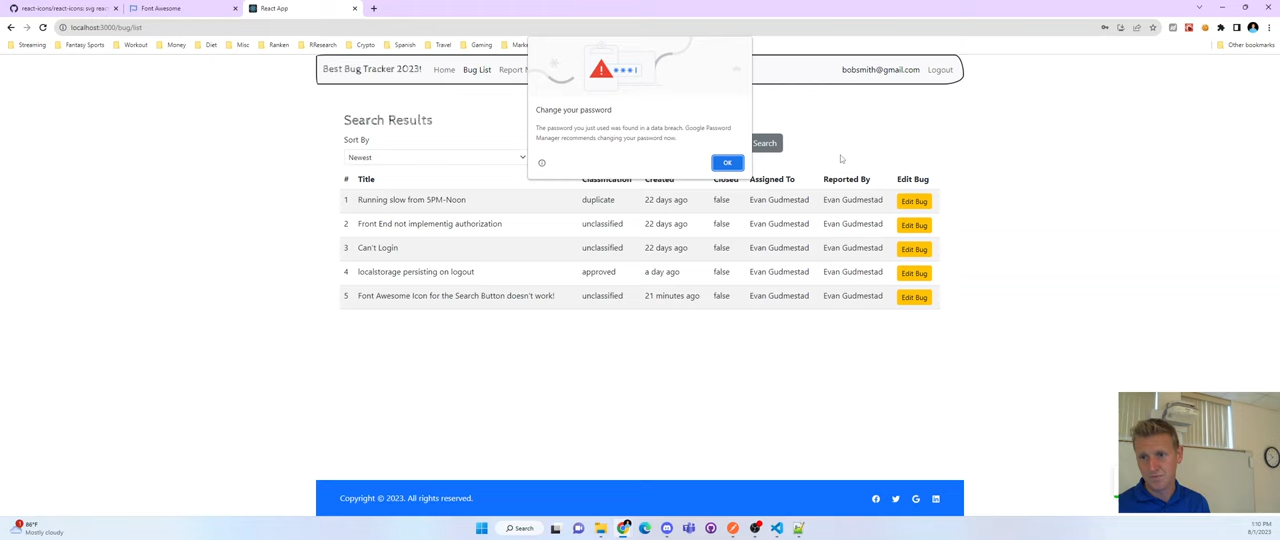 react-icons/react-icons: svg reac
Font Awesome
React App
localhost:3000/bug/list
Streaming
Fantasy Sports
Workout
Money
Diet
Misc
Ranken
RResearch
Crypto
Spanish
Travel
Gaming
Other bookmarks
Best Bug Tracker 2023!
Home
Bug List
bobsmith@gmail.com
Logout
Change your password
The password you just used was found in a data breach. Google Password
Manager recommends changing your password now.
OK
Search Results
Sort By
Newest
Search
# Title Classification Created Closed Assigned To Reported By Edit Bug
1 Running slow from 5PM-Noon duplicate 22 days ago false Evan Gudmestad Evan Gudmestad Edit Bug
2 Front End not implementig authorization unclassified 22 days ago false Evan Gudmestad Evan Gudmestad Edit Bug
3 Can't Login unclassified 22 days ago false Evan Gudmestad Evan Gudmestad Edit Bug
4 localstorage persisting on logout approved a day ago false Evan Gudmestad Evan Gudmestad Edit Bug
5 Font Awesome Icon for the Search Button doesn't work! unclassified 21 minutes ago false Evan Gudmestad Evan Gudmestad Edit Bug
Copyright © 2023. All rights reserved.
86°F
Mostly cloudy
Search
1:10 PM
8/1/2023